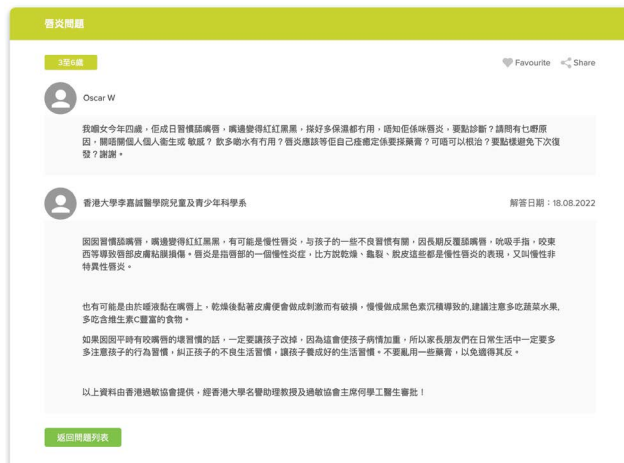 唇炎問題
3至6歲
Favourite Share
Oscar W
我嗰女今年四歲，佢成日習慣舔嘴唇，嘴邊變得紅紅黑黑，搽好多保濕都冇用，唔知佢係咪唇炎，要點診斷？請問有乜嘢原
因，關唔關個人個人衞生或 敏感？ 飲多啲水有冇用？唇炎應該等佢自己痊癒定係要搽藥膏？可唔可以根治？要點樣避免下次復
發？謝謝。
香港大學李嘉誠醫學院兒童及青少年科學系
解答日期：18.08.2022
囡囡習慣舔嘴唇，嘴邊變得紅紅黑黑，有可能是慢性唇炎，与孩子的一些不良習慣有關，因長期反覆舔嘴唇，吮吸手指，咬東
西等導致唇部皮膚粘膜損傷。唇炎是指唇部的一個慢性炎症，比方說乾燥、龜裂、脫皮這些都是慢性唇炎的表現，又叫慢性非
特異性唇炎。
也有可能是由於唾液黏在嘴唇上，乾燥後黏著皮膚便會做成刺激而有破損，慢慢做成黑色素沉積導致的,建議注意多吃蔬菜水果,
多吃含維生素C豐富的食物。
如果囡囡平時有咬嘴唇的壞習慣的話，一定要讓孩子改掉，因為這會使孩子病情加重，所以家長朋友們在日常生活中一定要多
多注意孩子的行為習慣，糾正孩子的不良生活習慣，讓孩子養成好的生活習慣。不要亂用一些藥膏，以免適得其反。
以上資料由香港過敏協會提供，經香港大學名譽助理教授及過敏協會主席何學工醫生審批！
返回問題列表